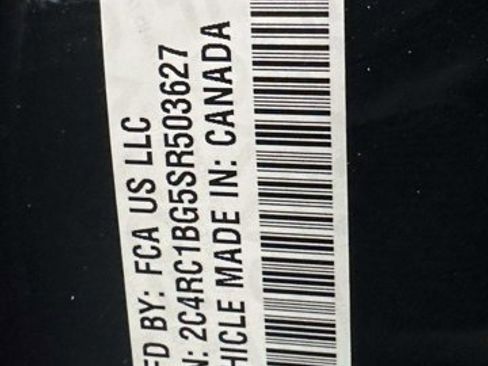 FD BY: FCA US LLC
N: 2C4RC1BG5SR503627
HICLE MADE IN: CANADA